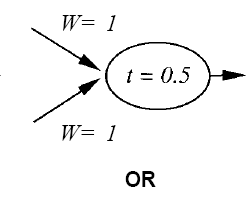 W= 1
t = 0.5
W= 1
OR